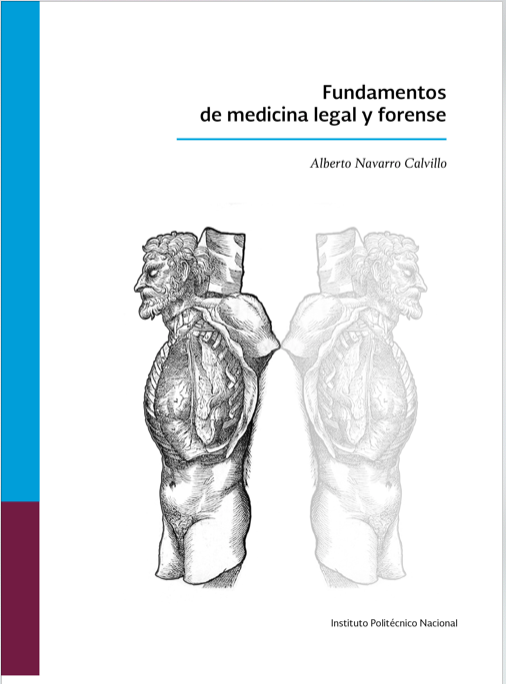 Fundamentos
de medicina legal y forense
Alberto Navarro Calvillo
Instituto Politécnico Nacional